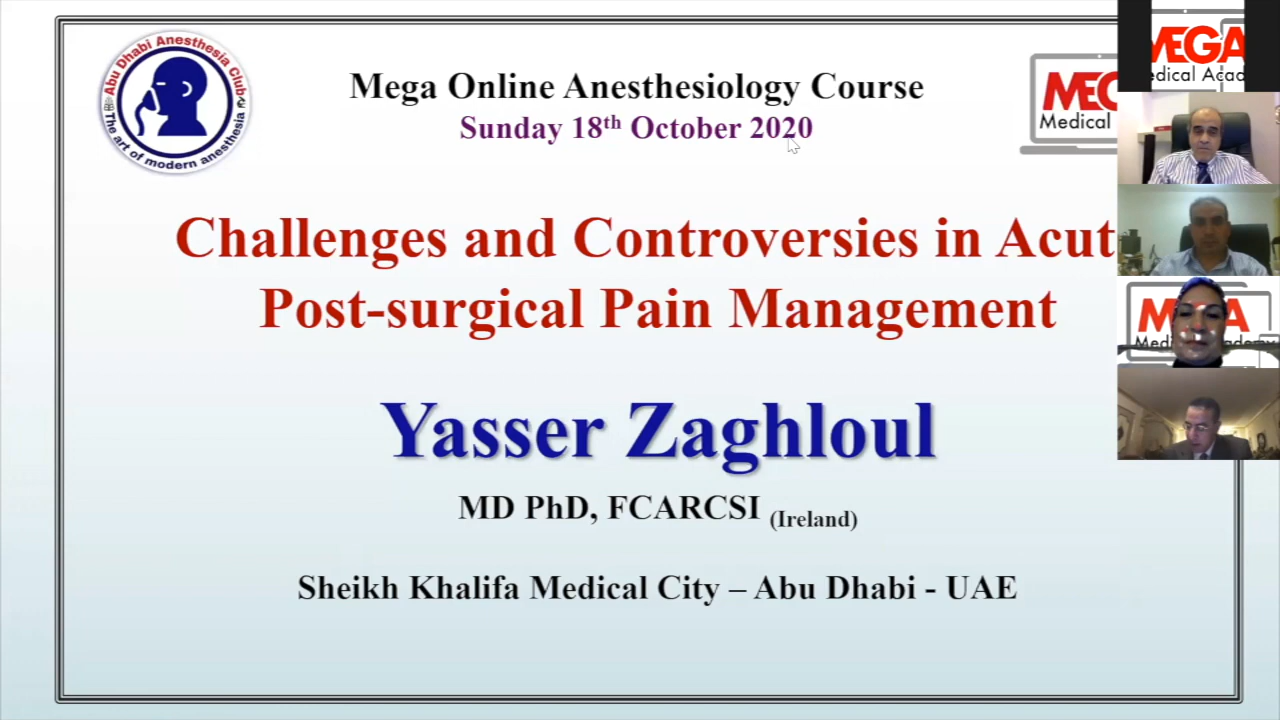 Abu Dhabi Anesthesia Club
The art of modern anesthesia
Mega Online Anesthesiology Course
Sunday 18th October 2020
MEG
Medical
Challenges and Controversies in Acut
Post-surgical Pain Management
Yasser Zaghloul
MD PhD, FCARCSI (Ireland)
Sheikh Khalifa Medical City – Abu Dhabi - UAE
MEGA
edical Acad